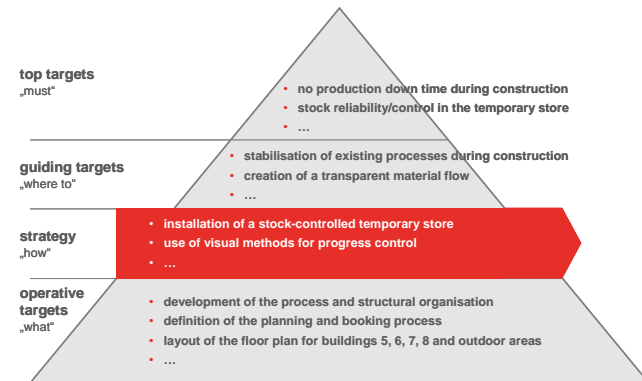 top targets
„must“
• no production down time during construction
• stock reliability/control in the temporary store
• …
guiding targets
„where to“
• stabilisation of existing processes during construction
• creation of a transparent material flow
• …
strategy
„how“
• installation of a stock-controlled temporary store
• use of visual methods for progress control
• …
operative
targets
„what“
• development of the process and structural organisation
• definition of the planning and booking process
• layout of the floor plan for buildings 5, 6, 7, 8 and outdoor areas
• …